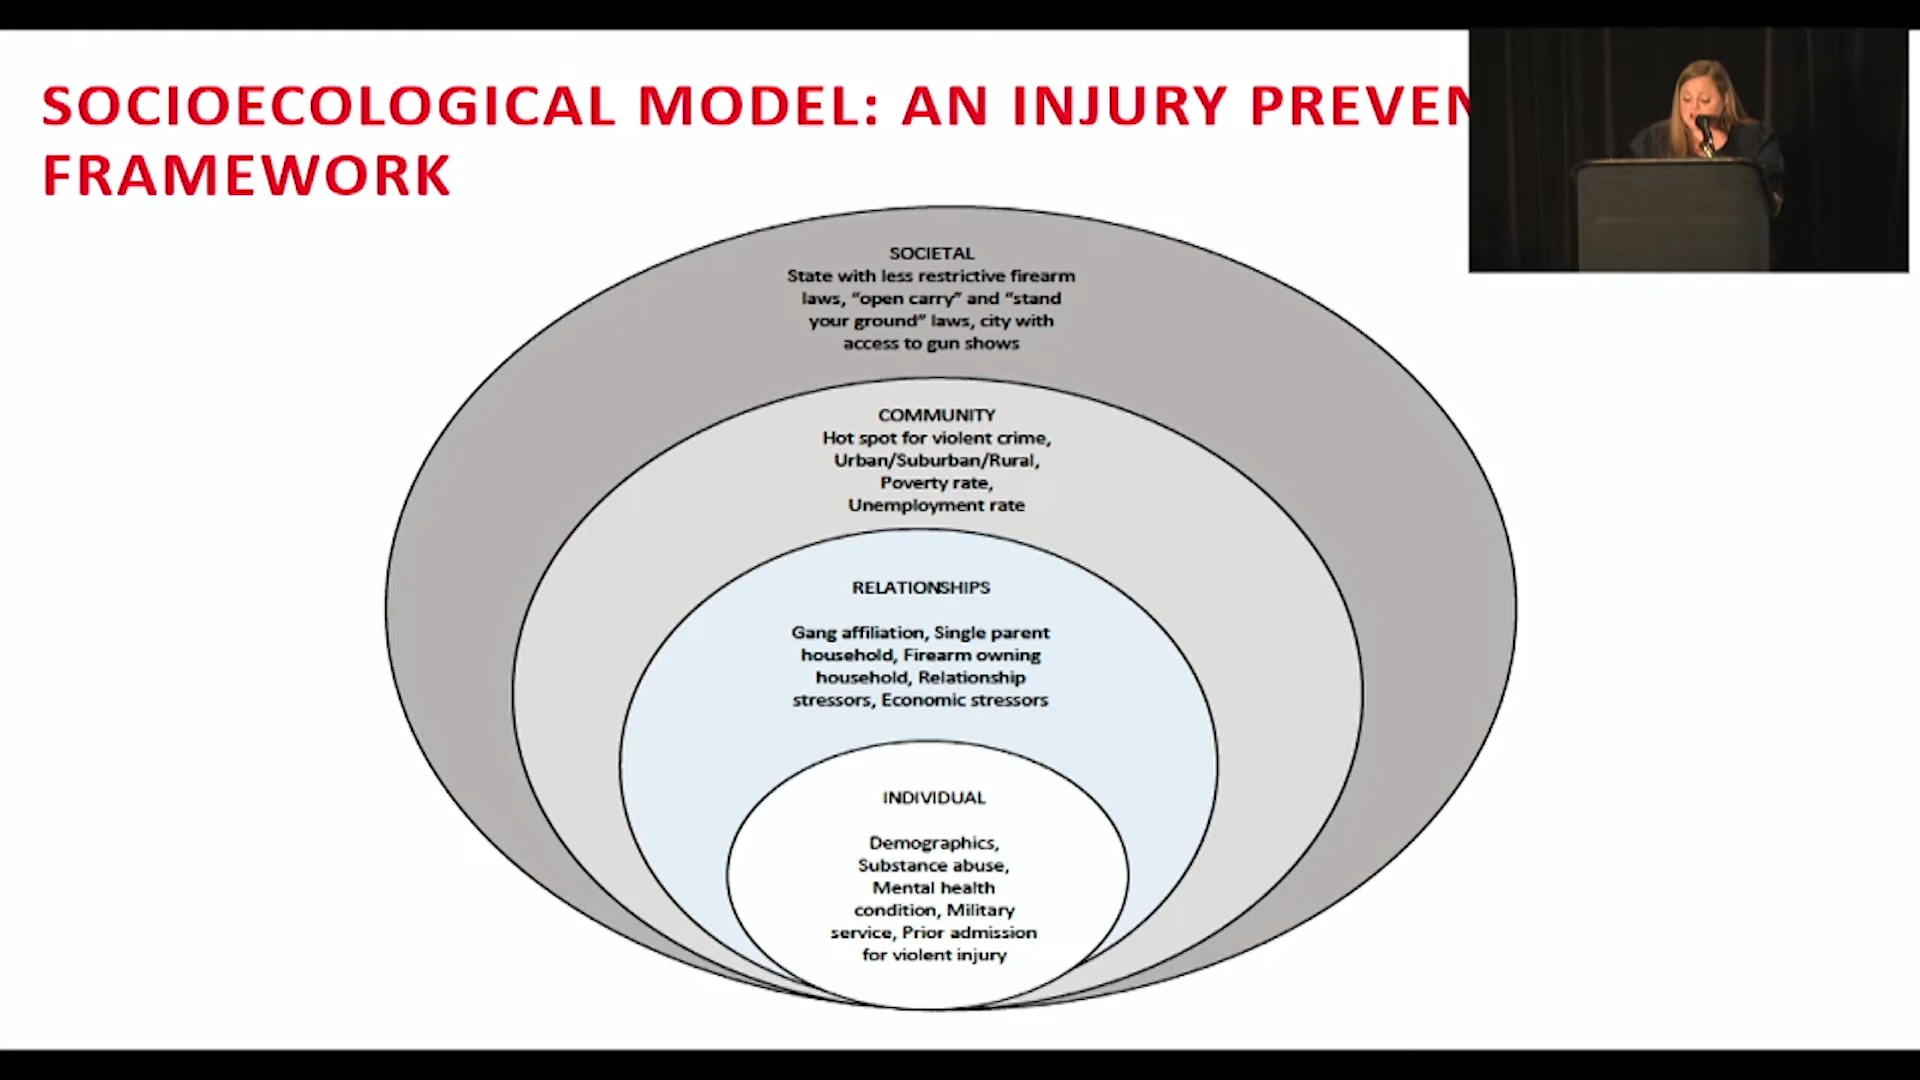 SOCIOECOLOGICAL MODEL: AN INJURY
FRAMEWORK
SOCIETAL
State with less restrictive firearm
laws, “open carry” and “stand
your ground” laws, city with
access to gun shows
COMMUNITY
Hot spot for violent crime,
Urban/Suburban/Rural,
Poverty rate,
Unemployment rate
RELATIONSHIPS
Gang affiliation, Single parent
household, Firearm owning
household, Relationship
stressors, Economic stressors
INDIVIDUAL
Demographics,
Substance abuse,
Mental health
condition, Military
service, Prior admission
for violent injury